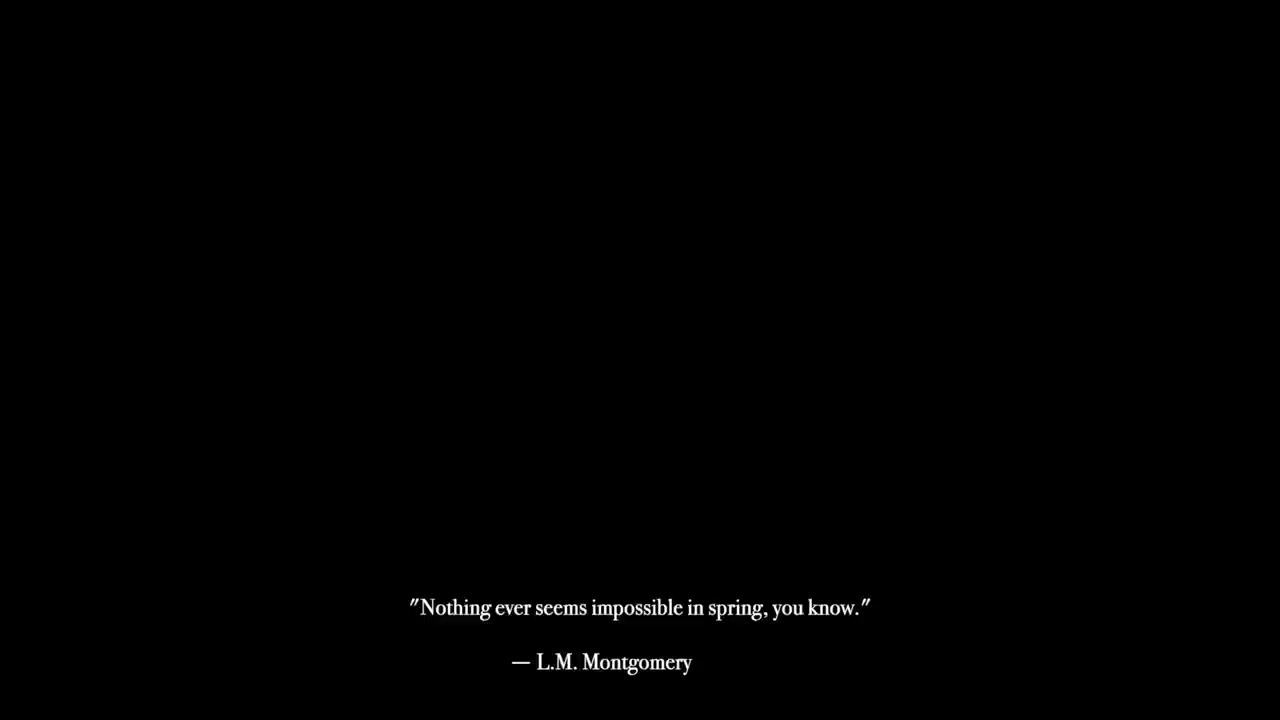 "Nothing ever seems impossible in spring, you know."
— L.M. Montgomery